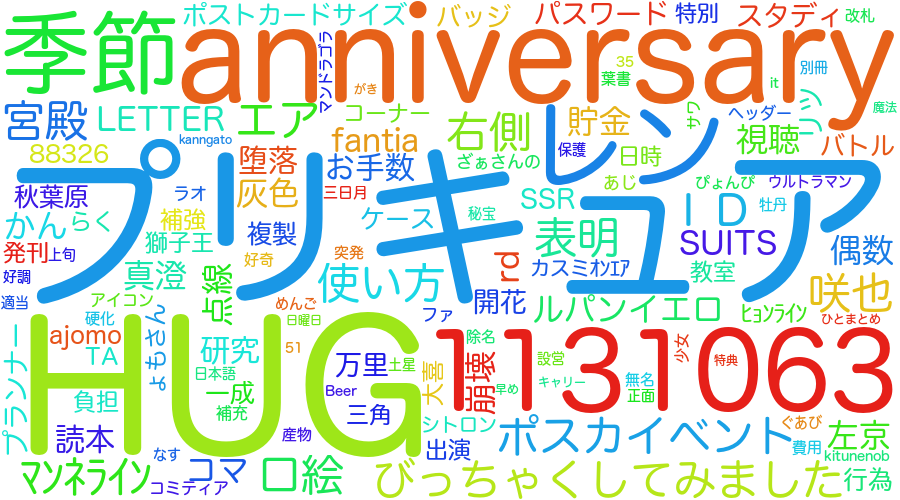 ポストカードサイズ
バッジ
パスワード
特別
スタディ
改札
季節
anniversary
マンドラゴラ
がき
35
葉書
別冊
it
魔法
宮殿
LETTER
エア
コーナー
fantia
右側
貯金
サワ
ヘッダー
リツ
kanngato
88326
堕落
お手数
ざぁさんの
保護
レン
日時
視聴
バトル
秋葉原
ラオ
灰色
三日月
あじ
ぴょんぴ
ウルトラマン
プリキュア
かん
らく
補強
ケース
秘宝
SSR
ID
牡丹
発刊
上旬
獅子王
複製
突発
表明
SUITS
偶数
好調
真澄
点線
好奇
使い方
rd
カスミオンエア
教室
咲也
適当
アイコン
めんご
開花
ルパンイエロ
ヒョンライン
ひとまとめ
硬化
ょもさん
日曜日
ファ
HUG
1131063
ajomo
プランナー
TA
研究
51
万里
土星
除名
崩壊
設営
少女
特典
日本語
Beer
大喜
早め
キャリー
無名
正面
負担
一成
補充
三角
シトロン
ポスカイベント
ぐあび
左京
読本
産物
出演
費用
kitunenob
なす
マンネライン
コマ
口絵
びっちゃくしてみました
行為
コミティア